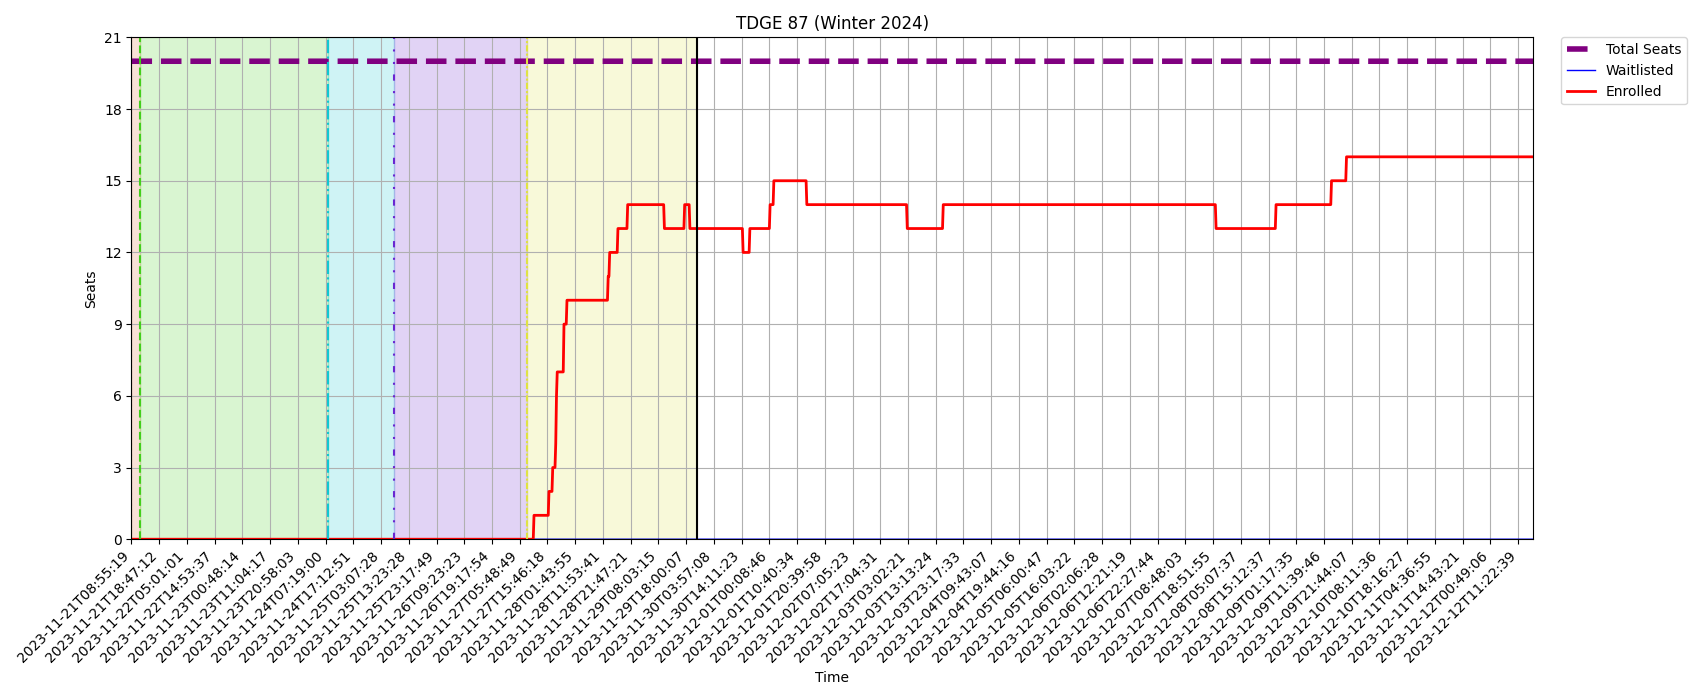 TDGE 87 (Winter 2024)
Total Seats
Waitlisted
Enrolled
21
18
15
12
9
6
3
0
Seats
2023-11-21T08:55:19
2023-11-21T18:47:12
2023-11-22T05:01:01
2023-11-22T14:53:37
2023-11-23T00:48:14
2023-11-23T11:04:17
2023-11-23T20:58:03
2023-11-24T07:19:00
2023-11-24T17:12:51
2023-11-25T03:07:28
2023-11-25T13:23:28
2023-11-25T23:17:49
2023-11-26T09:23:23
2023-11-26T19:17:54
2023-11-27T05:48:49
2023-11-27T15:46:18
2023-11-28T01:43:55
2023-11-28T11:53:41
2023-11-28T21:47:21
2023-11-29T08:03:15
2023-11-29T18:00:07
2023-11-30T03:57:08
2023-11-30T14:11:23
2023-12-01T00:08:46
2023-12-01T10:40:34
2023-12-01T20:39:58
2023-12-02T07:05:23
2023-12-02T17:04:31
2023-12-03T03:02:21
2023-12-03T13:13:24
2023-12-03T23:17:33
2023-12-04T09:43:07
2023-12-04T19:44:16
2023-12-05T06:00:47
2023-12-05T16:03:22
2023-12-06T02:06:28
2023-12-06T12:21:19
2023-12-06T22:27:44
2023-12-07T08:48:03
2023-12-07T18:51:55
2023-12-08T05:07:37
2023-12-08T15:12:37
2023-12-09T01:17:35
2023-12-09T11:39:46
2023-12-09T21:44:07
2023-12-10T08:11:36
2023-12-10T18:16:27
2023-12-11T04:36:55
2023-12-11T14:43:21
2023-12-12T00:49:06
2023-12-12T11:22:39
Time